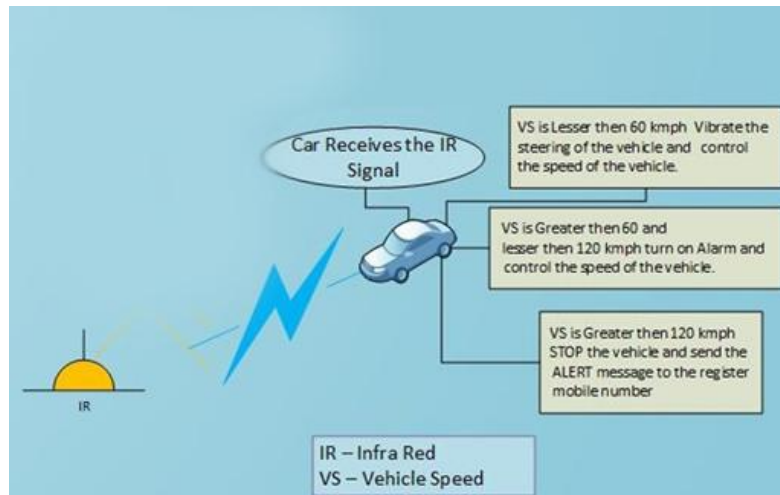 Car Receives the IR
Signal
VS is Lesser then 60 kmph Vibrate the
steering of the vehicle and control
the speed of the vehicle.
VS is Greater then 60 and
lesser then 120 kmph turn on Alarm and
control the speed of the vehicle.
VS is Greater then 120 kmph
STOP the vehicle and send the
ALERT message to the register
mobile number
IR
IR – Infra Red
VS – Vehicle Speed